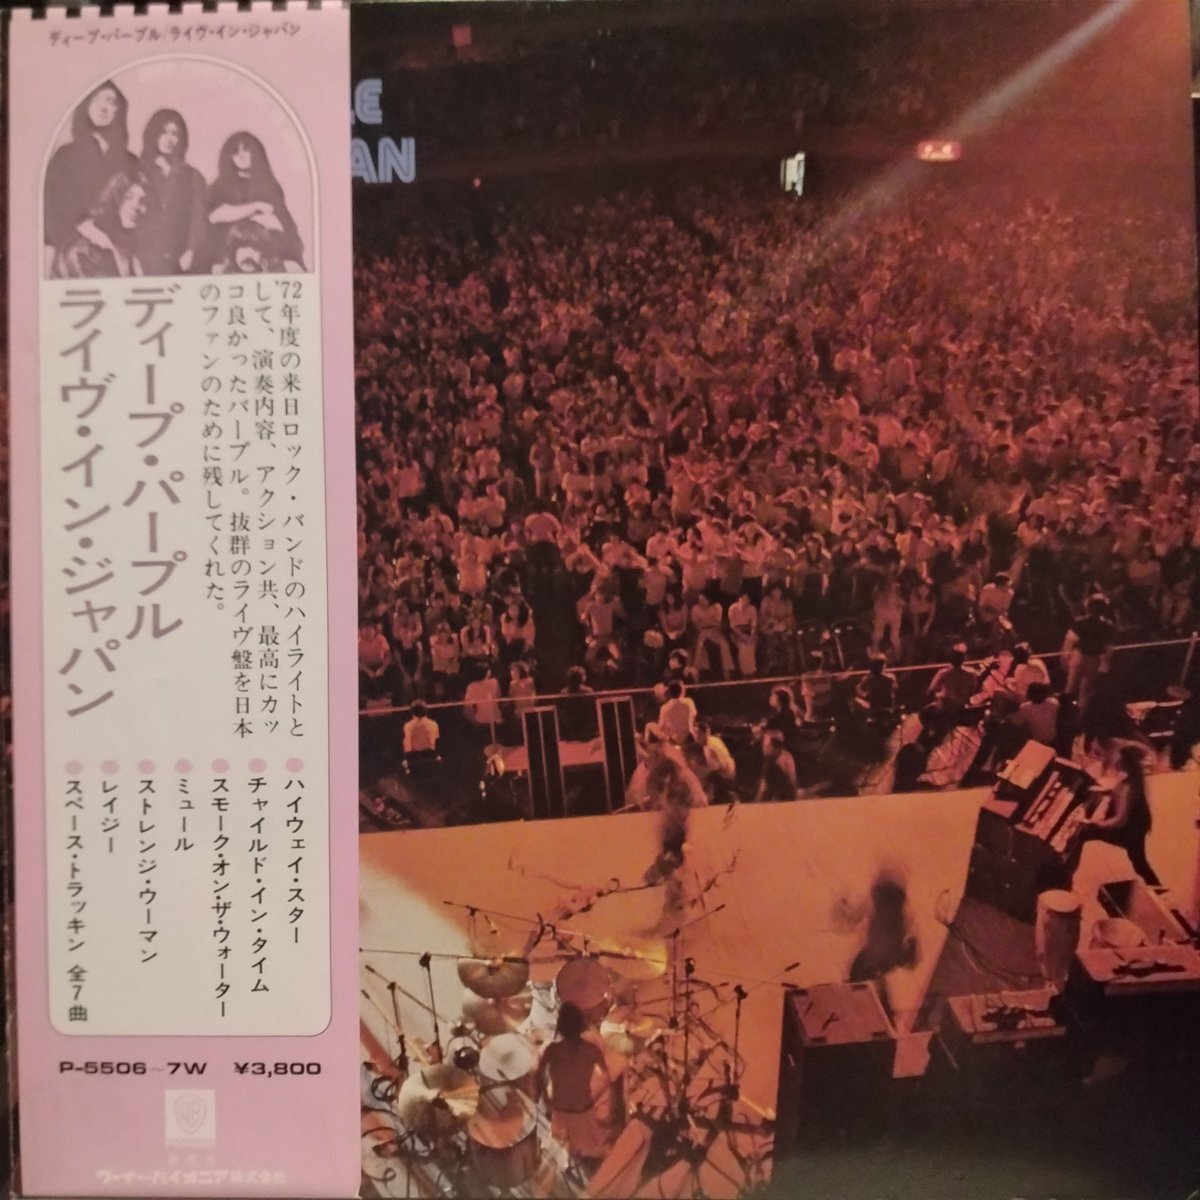 ディープ・パープル/ライヴ・イン・ジャパン
LE
AN
'72年度の来日ロック・バンドのハイライトと
して、演奏内容、アクション共、最高にカッ
コ良かったパープル。抜群のライヴ盤を日本
のファンのために残してくれた。
ディープ・パープル
ライヴ・イン・ジャパン
●ハイウェイ・スター
●チャイルド・イン・タイム
●スモーク・オン・ザ・ウォーター
●ミュール
●ストレンジ・ウーマン
●レイジー
●スペース・トラッキン 全7曲
P-5506~7W ¥3,800
ワーナー・パイオニア株式会社